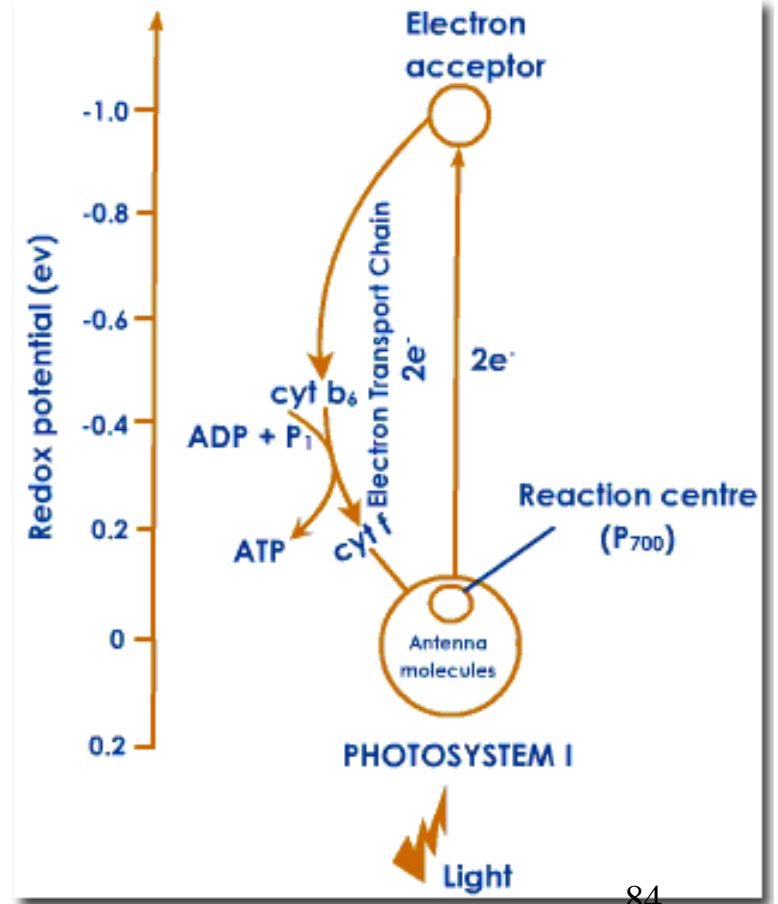 Electron
acceptor
-1.0
-0.8
-0.6
-0.4
0.2
0
0.2
Redox potential (ev)
Electron Transport Chain
2e-
2e-
cyt b₆
ADP + P₁
ATP
cyt f
Reaction centre
(P₇₀₀)
Antenna
molecules
PHOTOSYSTEM I
Light
84